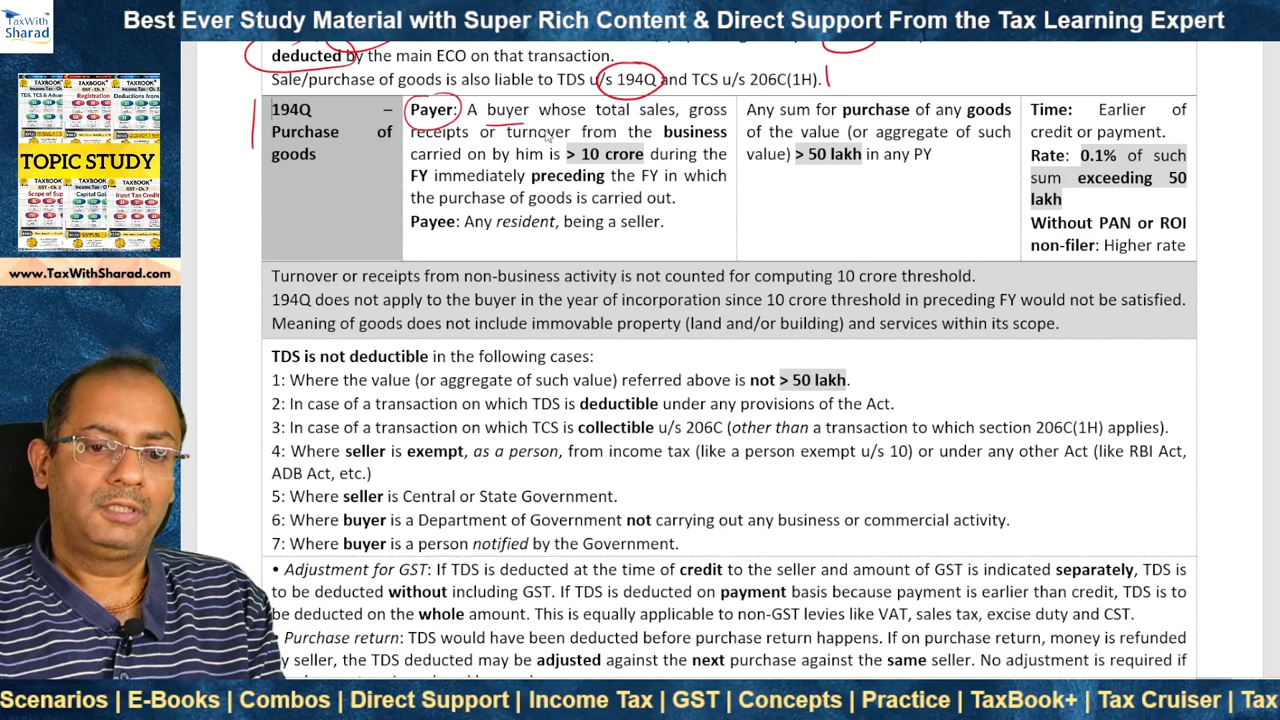 Best Ever Study Material with Super Rich Content & Direct Support From the Tax Learning Expert
TaxWith
Sharad
TOPIC STUDY
www.TaxWithSharad.com
deducted by the main ECO on that transaction.
Sale/purchase of goods is also liable to TDS u/s 194Q and TCS u/s 206C(1H).
194Q –
Purchase of
goods
Payer: A buyer whose total sales, gross
receipts or turnover from the business
carried on by him is > 10 crore during the
FY immediately preceding the FY in which
the purchase of goods is carried out.
Payee: Any resident, being a seller.
Any sum for purchase of any goods
of the value (or aggregate of such
value) > 50 lakh in any PY
Time: Earlier of
credit or payment.
Rate: 0.1% of such
sum exceeding 50
lakh
Without PAN or ROI
non-filer: Higher rate
Turnover or receipts from non-business activity is not counted for computing 10 crore threshold.
194Q does not apply to the buyer in the year of incorporation since 10 crore threshold in preceding FY would not be satisfied.
Meaning of goods does not include immovable property (land and/or building) and services within its scope.
TDS is not deductible in the following cases:
1: Where the value (or aggregate of such value) referred above is not > 50 lakh.
2: In case of a transaction on which TDS is deductible under any provisions of the Act.
3: In case of a transaction on which TCS is collectible u/s 206C (other than a transaction to which section 206C(1H) applies).
4: Where seller is exempt, as a person, from income tax (like a person exempt u/s 10) or under any other Act (like RBI Act,
ADB Act, etc.)
5: Where seller is Central or State Government.
6: Where buyer is a Department of Government not carrying out any business or commercial activity.
7: Where buyer is a person notified by the Government.
• Adjustment for GST: If TDS is deducted at the time of credit to the seller and amount of GST is indicated separately, TDS is
to be deducted without including GST. If TDS is deducted on payment basis because payment is earlier than credit, TDS is to
be deducted on the whole amount. This is equally applicable to non-GST levies like VAT, sales tax, excise duty and CST.
Purchase return: TDS would have been deducted before purchase return happens. If on purchase return, money is refunded
seller, the TDS deducted may be adjusted against the next purchase against the same seller. No adjustment is required if
Scenarios | E-Books | Combos | Direct Support | Income Tax | GST | Concepts | Practice | TaxBook+ | Tax Cruiser | Tax